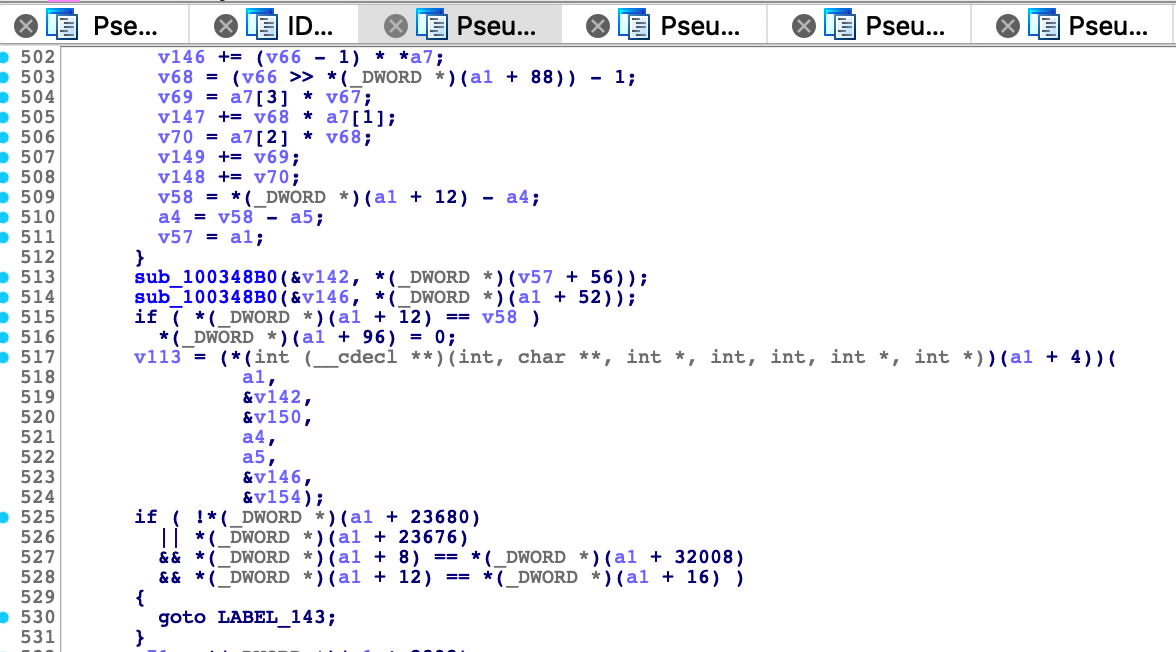 Pse... ID... Pseu... Pseu... Pseu... Pseu...
502 v146 += (v66 - 1) * *a7;
503 v68 = (v66 >> *(_DWORD *)(a1 + 88)) - 1;
504 v69 = a7[3] * v67;
505 v147 += v68 * a7[1];
506 v70 = a7[2] * v68;
507 v149 += v69;
508 v148 += v70;
509 v58 = *(_DWORD *)(a1 + 12) - a4;
510 a4 = v58 - a5;
511 v57 = a1;
512 }
513 sub_100348B0(&v142, *(_DWORD *)(v57 + 56));
514 sub_100348B0(&v146, *(_DWORD *)(a1 + 52));
515 if ( *(_DWORD *)(a1 + 12) == v58 )
516 *(_DWORD *)(a1 + 96) = 0;
517 v113 = (*(int (__cdecl **)(int, char **, int *, int, int, int *, int *))(a1 + 4))(
518 a1,
519 &v142,
520 &v150,
521 a4,
522 a5,
523 &v146,
524 &v154);
525 if ( !*(_DWORD *)(a1 + 23680)
526 || *(_DWORD *)(a1 + 23676)
527 && *(_DWORD *)(a1 + 8) == *(_DWORD *)(a1 + 32008)
528 && *(_DWORD *)(a1 + 12) == *(_DWORD *)(a1 + 16) )
529 {
530 goto LABEL_143;
531 }